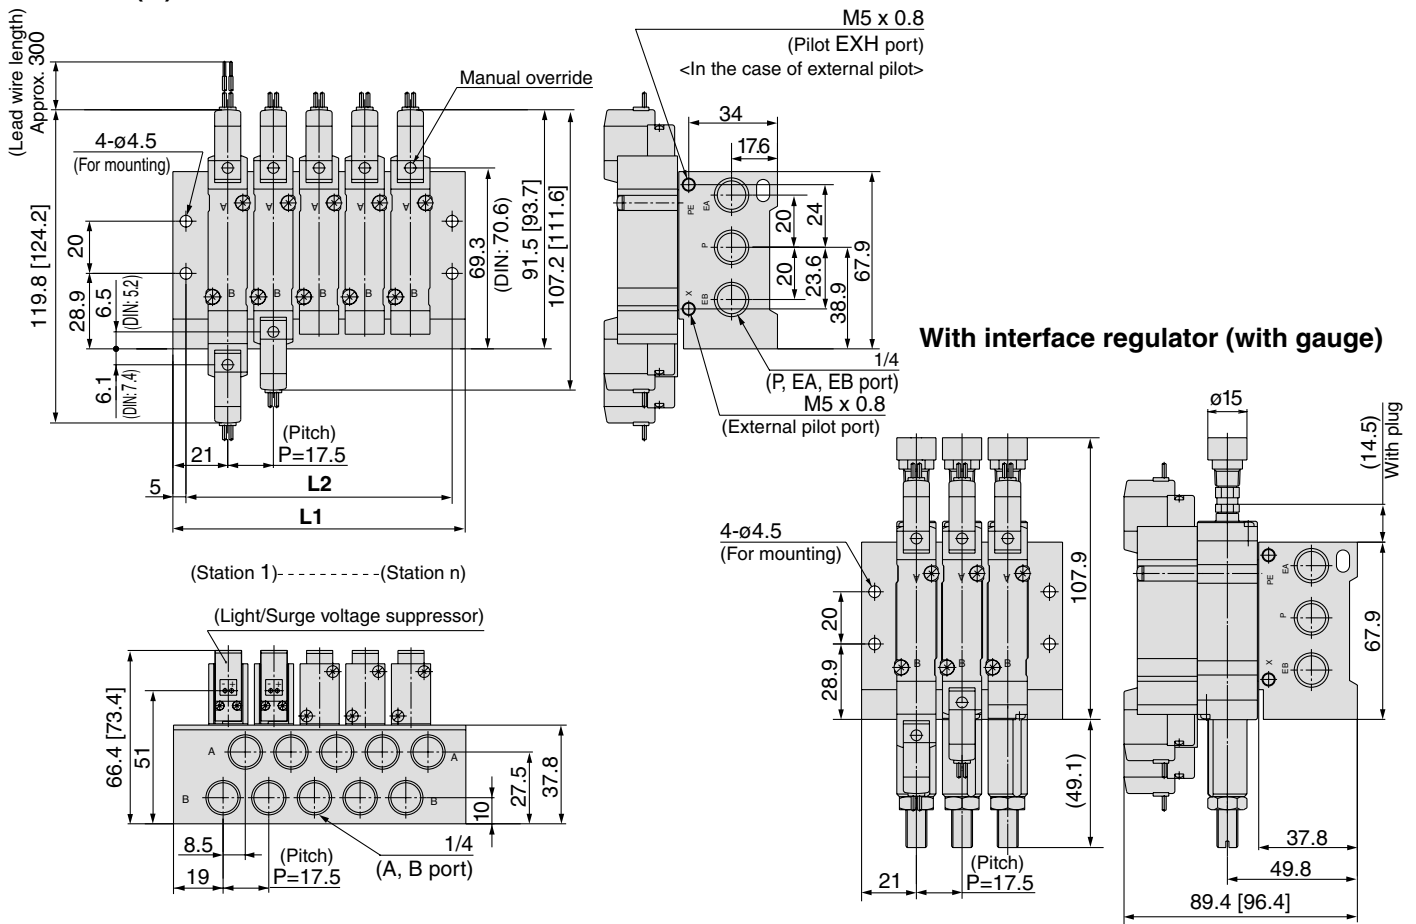 M5 x 0.8
(Pilot EXH port)
<In the case of external pilot>
(Lead wire length)
Approx. 300
Manual override
4-ø4.5
(For mounting)
34
17.6
119.8 [124.2]
20
28.9
6.5
(DIN: 5.2)
6.1
(DIN: 7.4)
A
A
A
A
A
B
B
B
B
B
69.3
(DIN: 70.6)
91.5 [93.7]
107.2 [111.6]
PE
EA
P
X
EB
20
24
20
23.6
38.9
67.9
1/4
(P, EA, EB port)
M5 x 0.8
(External pilot port)
21
(Pitch)
P=17.5
5
L2
L1
(Station 1)-----------(Station n)
(Light/Surge voltage suppressor)
66.4 [73.4]
51
A
A
B
B
10
27.5
37.8
8.5
19
(Pitch)
P=17.5
1/4
(A, B port)
With interface regulator (with gauge)
ø15
(14.5)
With plug
4-ø4.5
(For mounting)
20
28.9
A
A
A
B
B
B
107.9
(49.1)
21
(Pitch)
P=17.5
PE
EA
P
X
EB
67.9
37.8
49.8
89.4 [96.4]